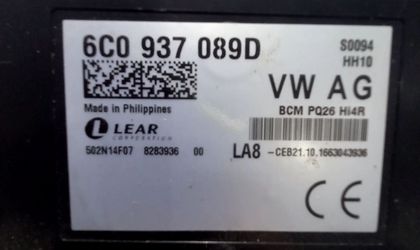 6C0 937 089D
S0094
HH10
VW AG
Made in Philippines
BCM PQ26 Hi4R
LEAR
CORPORATION
502N14F07 8283936 00
LA8 -CEB21.10.1663043936
CE